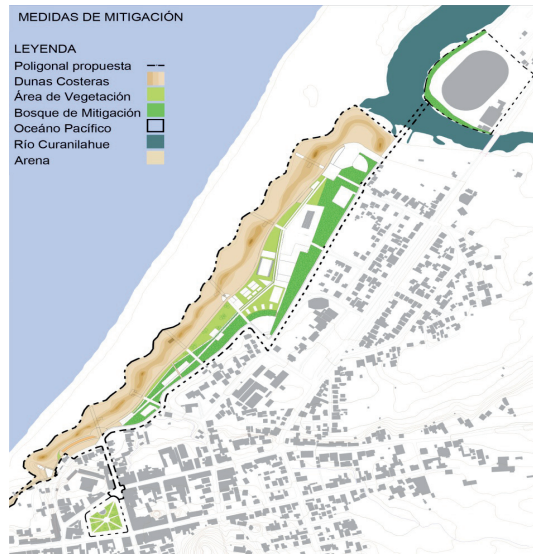 MEDIDAS DE MITIGACIÓN
LEYENDA
Poligonal propuesta
Dunas Costeras
Área de Vegetación
Bosque de Mitigación
Oceáno Pacífico
Río Curanilahue
Arena